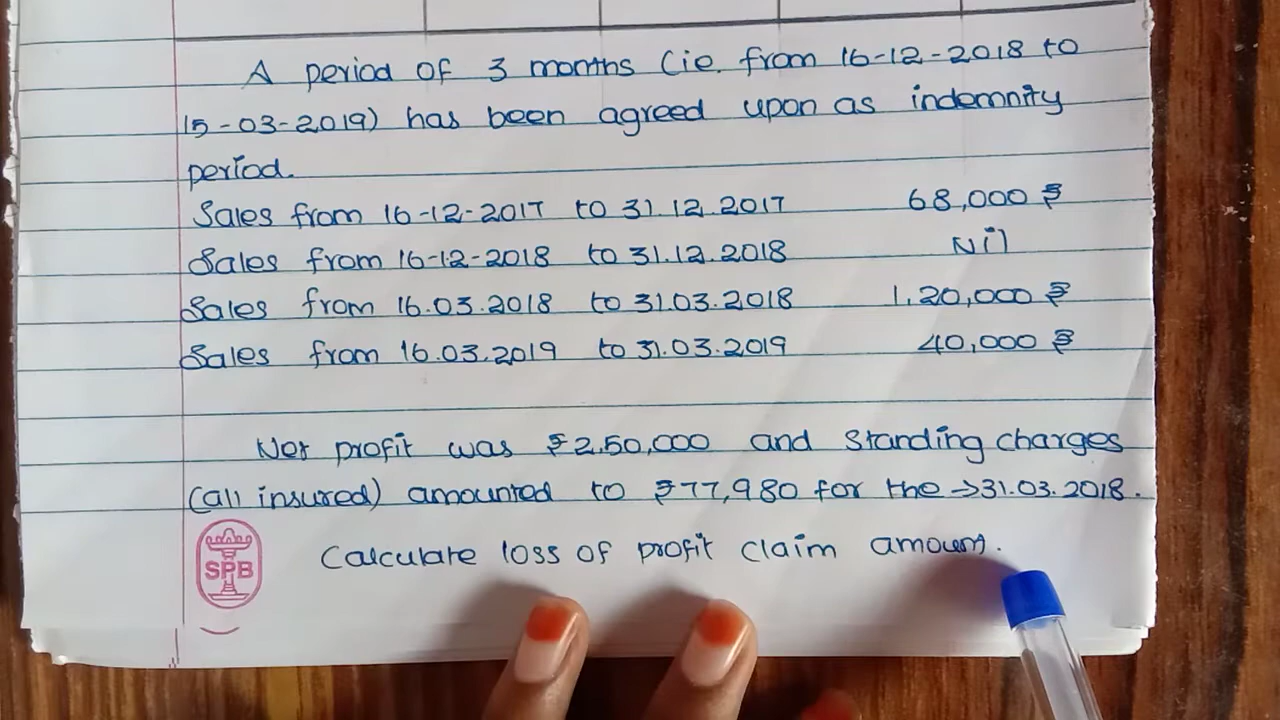 A period of 3 months (ie. from 16-12-2018 to
15-03-2019) has been agreed upon as indemnity
period.
Sales from 16-12-2017 to 31.12.2017 68,000 ₹
Sales from 16-12-2018 to 31.12.2018 Nil
Sales from 16.03.2018 to 31.03.2018 1,20,000 ₹
Sales from 16.03.2019 to 31.03.2019 40,000 ₹
Net profit was ₹2,50,000 and Standing charges
(all insured) amounted to ₹77,980 for the →31.03.2018.
SPB
Calculate loss of profit claim amount.